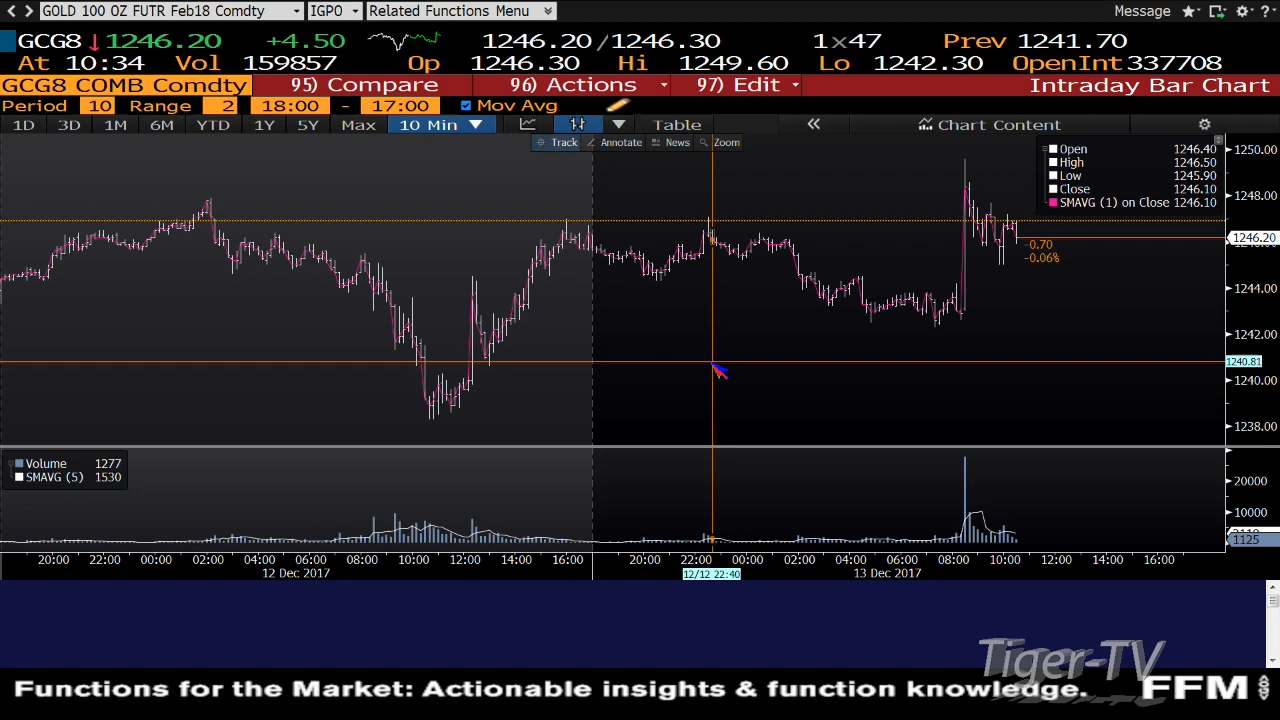 GOLD 100 OZ FUTR Feb18 Comdty IGPO Related Functions Menu Message ?
GCG8 1246.20 +4.50 1246.20/1246.30 1x47 Prev 1241.70
At 10:34 Vol 159857 Op 1246.30 Hi 1249.60 Lo 1242.30 OpenInt 337708
GCG8 COMB Comdty 95) Compare 96) Actions 97) Edit Intraday Bar Chart
Period 10 Range 2 18:00 - 17:00 Mov Avg
1D 3D 1M 6M YTD 1Y 5Y Max 10 Min Table « Chart Content
Track Annotate News Zoom
Open 1246.40
High 1246.50
Low 1245.90
Close 1246.10
SMAVG (1) on Close 1246.10
1250.00
1248.00
1246.20
-0.70
-0.06%
1244.00
1242.00
1240.81
1240.00
1238.00
Volume 1277
SMAVG (5) 1530
20000
10000
1125
20:00 22:00 00:00 02:00 04:00 06:00 08:00 10:00 12:00 14:00 16:00 20:00 22:00 00:00 02:00 04:00 06:00 08:00 10:00 12:00 14:00 16:00
12 Dec 2017 12/12 22:40 13 Dec 2017
Tiger-TV
Functions for the Market: Actionable insights & function knowledge. FFM